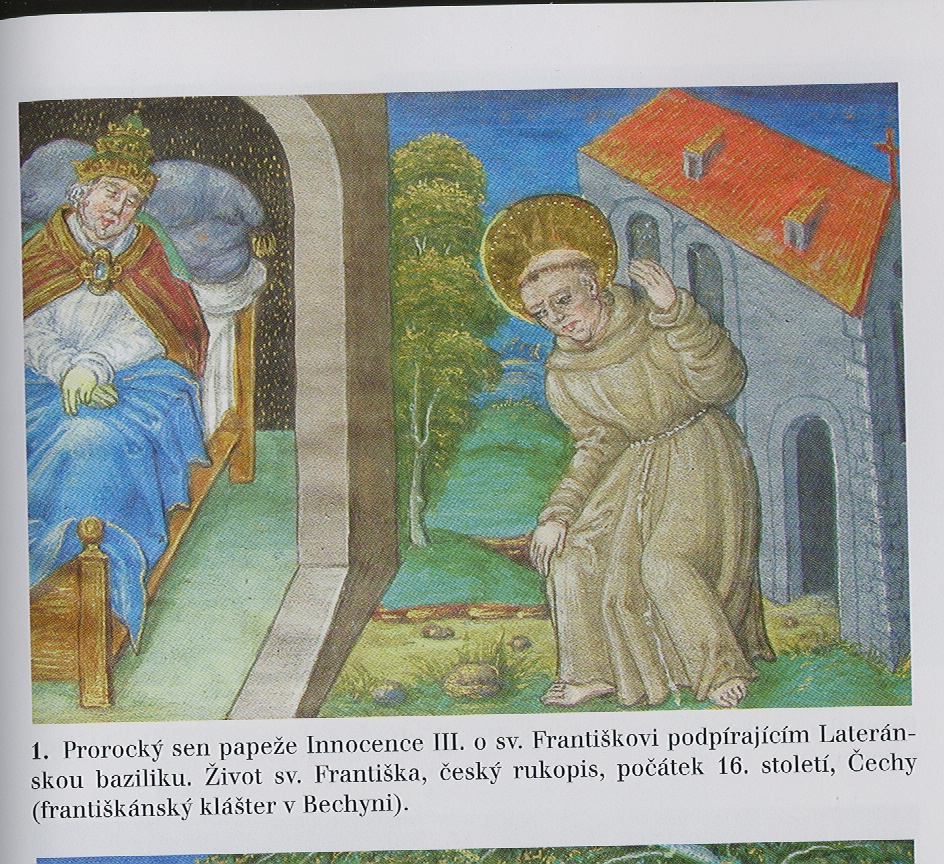 1. Prorocký sen papeže Innocence III. o sv. Františkovi podpírajícím Laterán-
skou baziliku. Život sv. Františka, český rukopis, počátek 16. století, Čechy
(františkánský klášter v Bechyni).